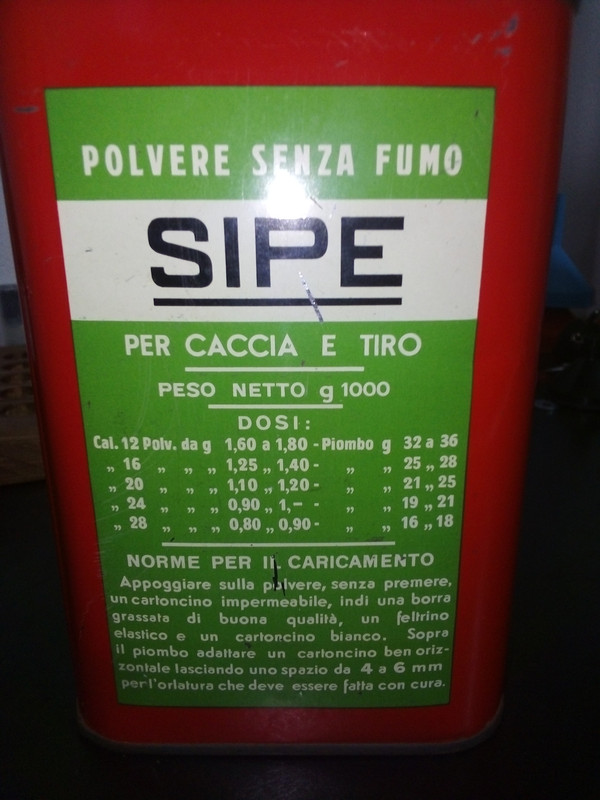 POLVERE SENZA FUMO
SIPE
PER CACCIA E TIRO
PESO NETTO g 1000
DOSI:
Cal. 12 Polv. da g 1,60 a 1,80 - Piombo g 32 a 36
„ 16 „ „ „ 1,25 „ 1,40 - „ „ 25 „ 28
„ 20 „ „ „ 1,10 „ 1,20 - „ „ 21 „ 25
„ 24 „ „ „ 0,90 „ 1,- - „ „ 19 „ 21
„ 28 „ „ „ 0,80 „ 0,90 - „ „ 16 „ 18
NORME PER IL CARICAMENTO
Appoggiare sulla polvere, senza premere,
un cartoncino impermeabile, indi una borra
grassata di buona qualità, un feltrino
elastico e un cartoncino bianco. Sopra
il piombo adattare un cartoncino ben oriz-
zontale lasciando uno spazio da 4 a 6 mm
per l'orlatura che deve essere fatta con cura.